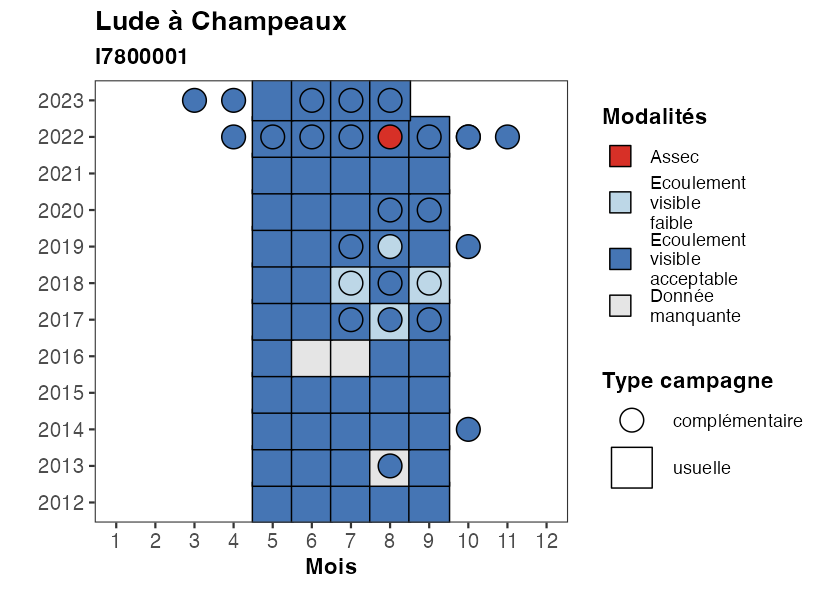 Lude à Champeaux
I7800001
2023
2022
2021
2020
2019
2018
2017
2016
2015
2014
2013
2012
1 2 3 4 5 6 7 8 9 10 11 12
Mois
Modalités
Assec
Ecoulement
visible
faible
Ecoulement
visible
acceptable
Donnée
manquante
Type campagne
complémentaire
usuelle